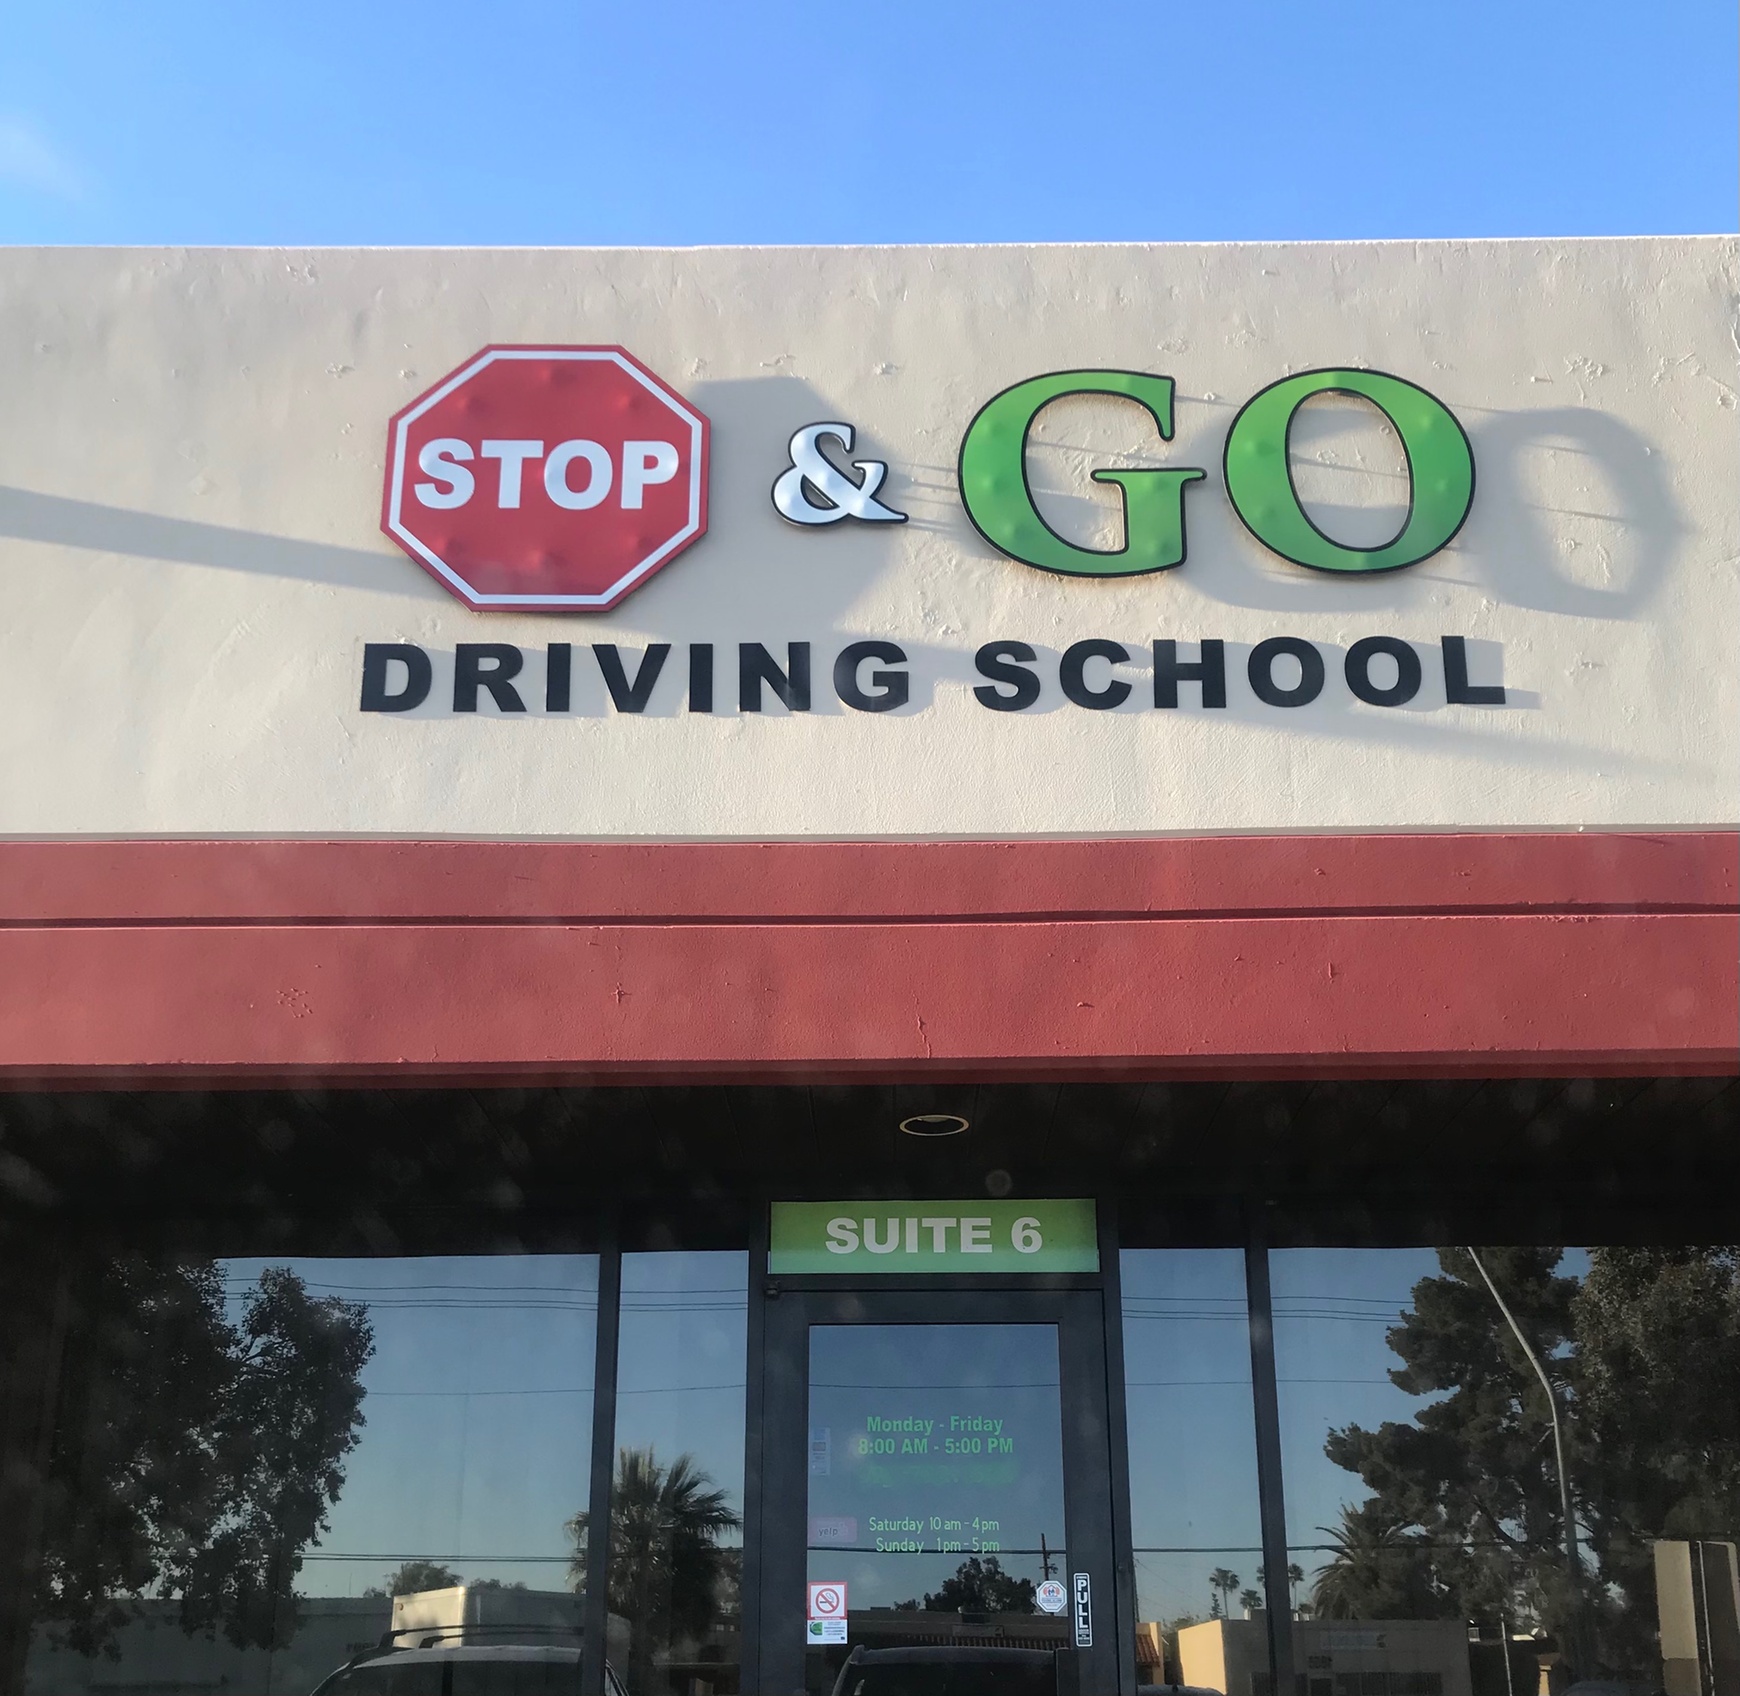 STOP & GO
DRIVING SCHOOL
SUITE 6
Monday - Friday
8:00 AM - 5:00 PM
Saturday 10 am - 4 pm
Sunday 1 pm - 5 pm
yelp
PULL